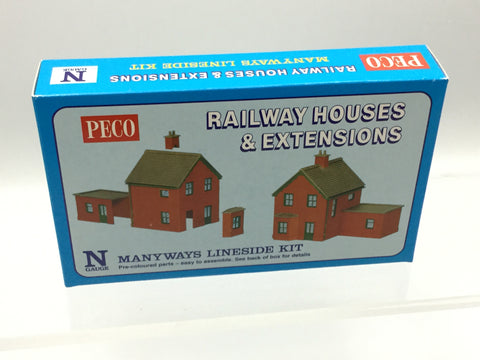 N
GAUGE
RAILWAY HOUSES & EXTENSIONS
MANYWAYS LINESIDE KIT
PECO
PECO
RAILWAY HOUSES
& EXTENSIONS
N
GAUGE
MANYWAYS LINESIDE KIT
Pre-coloured parts – easy to assemble. See back of box for details